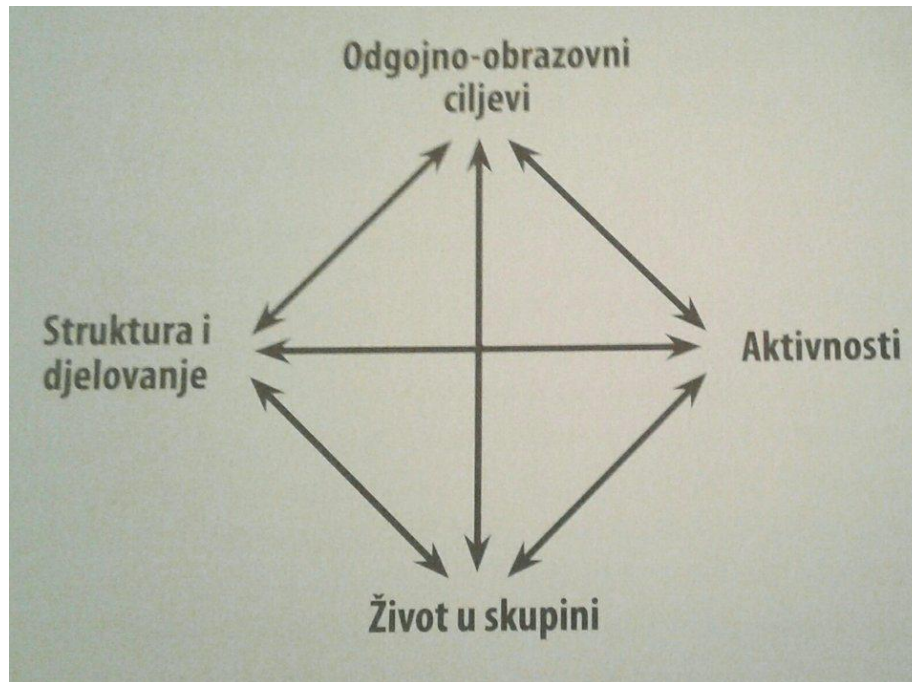 Odgojno-obrazovni
ciljevi
Struktura i
djelovanje
Aktivnosti
Život u skupini